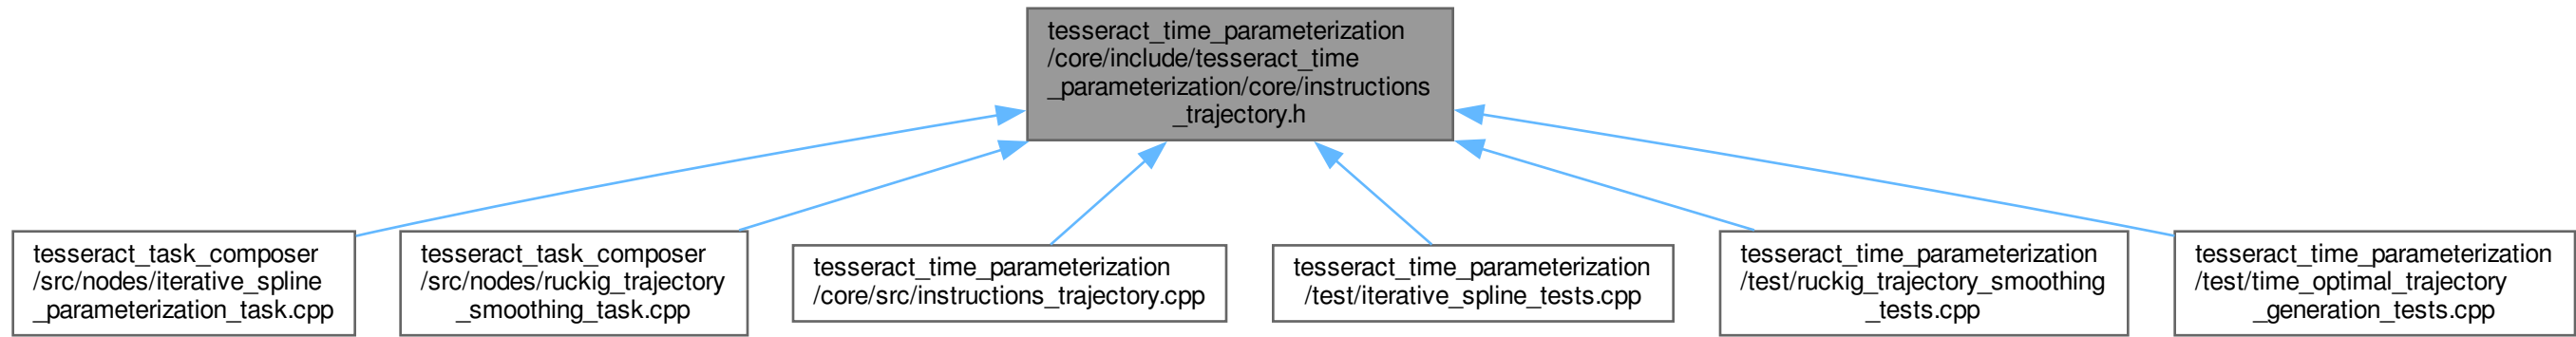 tesseract_time_parameterization
/core/include/tesseract_time
_parameterization/core/instructions
_trajectory.h
tesseract_task_composer
/src/nodes/iterative_spline
_parameterization_task.cpp
tesseract_task_composer
/src/nodes/ruckig_trajectory
_smoothing_task.cpp
tesseract_time_parameterization
/core/src/instructions_trajectory.cpp
tesseract_time_parameterization
/test/iterative_spline_tests.cpp
tesseract_time_parameterization
/test/ruckig_trajectory_smoothing
_tests.cpp
tesseract_time_parameterization
/test/time_optimal_trajectory
_generation_tests.cpp